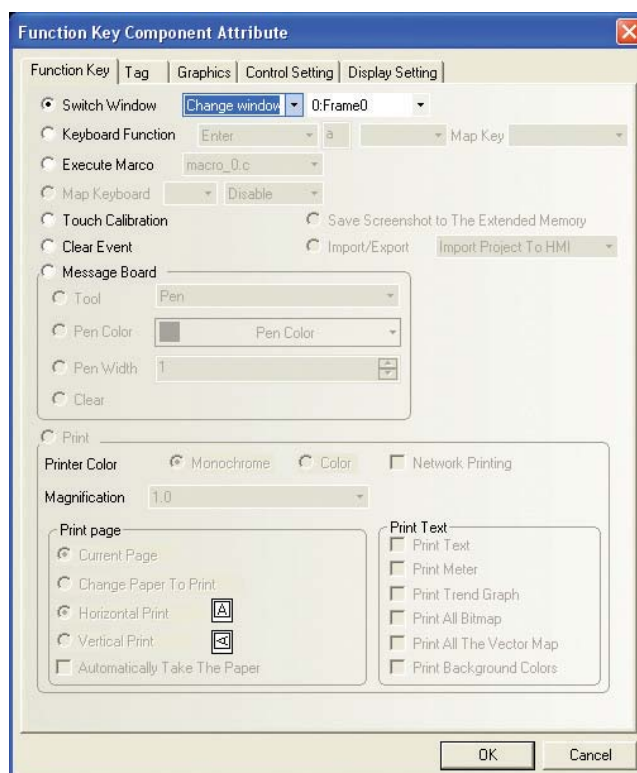 Function Key Component Attribute
Function Key Tag Graphics Control Setting Display Setting
Switch Window Change window 0:Frame0
Keyboard Function Enter a Map Key
Execute Marco macro_0.c
Map Keyboard Disable
Touch Calibration Save Screenshot to The Extended Memory
Clear Event Import/Export Import Project To HMI
Message Board
Tool Pen
Pen Color Pen Color
Pen Width 1
Clear
Print
Printer Color Monochrome Color Network Printing
Magnification 1.0
Print page
Current Page
Change Paper To Print
Horizontal Print A
Vertical Print A
Automatically Take The Paper
Print Text
Print Text
Print Meter
Print Trend Graph
Print All Bitmap
Print All The Vector Map
Print Background Colors
OK Cancel